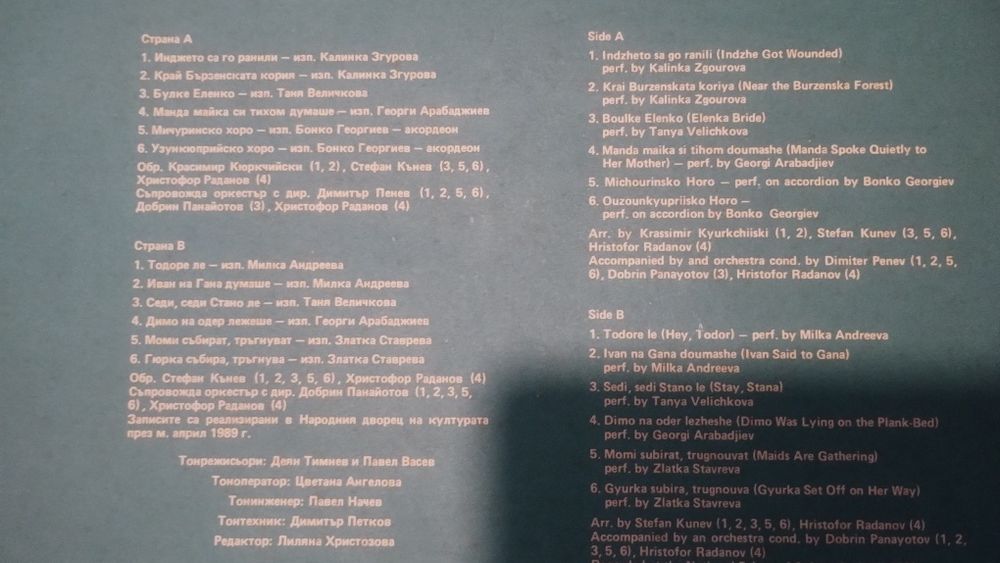 Страна А
1. Инджето са го ранили — изп. Калинка Згурова
2. Край Бързенската кория — изп. Калинка Згурова
3. Булке Еленко — изп. Таня Величкова
4. Манда майка си тихом думаше — изп. Георги Арабаджиев
5. Мичуринско хоро — изп. Бонко Георгиев — акордеон
6. Узункюприйско хоро — изп. Бонко Георгиев — акордеон
Обр. Красимир Кюркчийски (1, 2), Стефан Кънев (3, 5, 6),
Христофор Раданов (4)
Съпровожда оркестър с дир. Димитър Пенев (1, 2, 5, 6),
Добрин Панайотов (3), Христофор Раданов (4)
Страна В
1. Тодоре ле — изп. Милка Андреева
2. Иван на Гана думаше — изп. Милка Андреева
3. Седи, седи Стано ле — изп. Таня Величкова
4. Димо на одер лежеше — изп. Георги Арабаджиев
5. Моми събират, тръгнуват — изп. Златка Ставрева
6. Гюрка събира, тръгнува — изп. Златка Ставрева
Обр. Стефан Кънев (1, 2, 3, 5, 6), Христофор Раданов (4)
Съпровожда оркестър с дир. Добрин Панайотов (1, 2, 3, 5,
6), Христофор Раданов (4)
Записите са реализирани в Народния дворец на културата
през м. април 1989 г.
Тонрежисьори: Деян Тимнев и Павел Васев
Тоноператор: Цветана Ангелова
Тонинженер: Павел Начев
Тонтехник: Димитър Петков
Редактор: Лиляна Христозова
Side A
1. Indzheto sa go ranili (Indzhe Got Wounded)
perf. by Kalinka Zgourova
2. Krai Burzenskata koriya (Near the Burzenska Forest)
perf. by Kalinka Zgourova
3. Boulke Elenko (Elenka Bride)
perf. by Tanya Velichkova
4. Manda maika si tihom doumashe (Manda Spoke Quietly to
Her Mother) — perf. by Georgi Arabadjiev
5. Michourinsko Horo — perf. on accordion by Bonko Georgiev
6. Ouzounkyupriisko Horo —
perf. on accordion by Bonko Georgiev
Arr. by Krassimir Kyurkchiiski (1, 2), Stefan Kunev (3, 5, 6),
Hristofor Radanov (4)
Accompanied by and orchestra cond. by Dimiter Penev (1, 2, 5,
6), Dobrin Panayotov (3), Hristofor Radanov (4)
Side B
1. Todore le (Hey, Todor) — perf. by Milka Andreeva
2. Ivan na Gana doumashe (Ivan Said to Gana)
perf. by Milka Andreeva
3. Sedi, sedi Stano le (Stay, Stana)
perf. by Tanya Velichkova
4. Dimo na oder lezheshe (Dimo Was Lying on the Plank-Bed)
perf. by Georgi Arabadjiev
5. Momi subirat, trugnouvat (Maids Are Gathering)
perf. by Zlatka Stavreva
6. Gyurka subira, trugnouva (Gyurka Set Off on Her Way)
perf. by Zlatka Stavreva
Arr. by Stefan Kunev (1, 2, 3, 5, 6), Hristofor Radanov (4)
Accompanied by an orchestra cond. by Dobrin Panayotov (1, 2,
3, 5, 6), Hristofor Radanov (4)